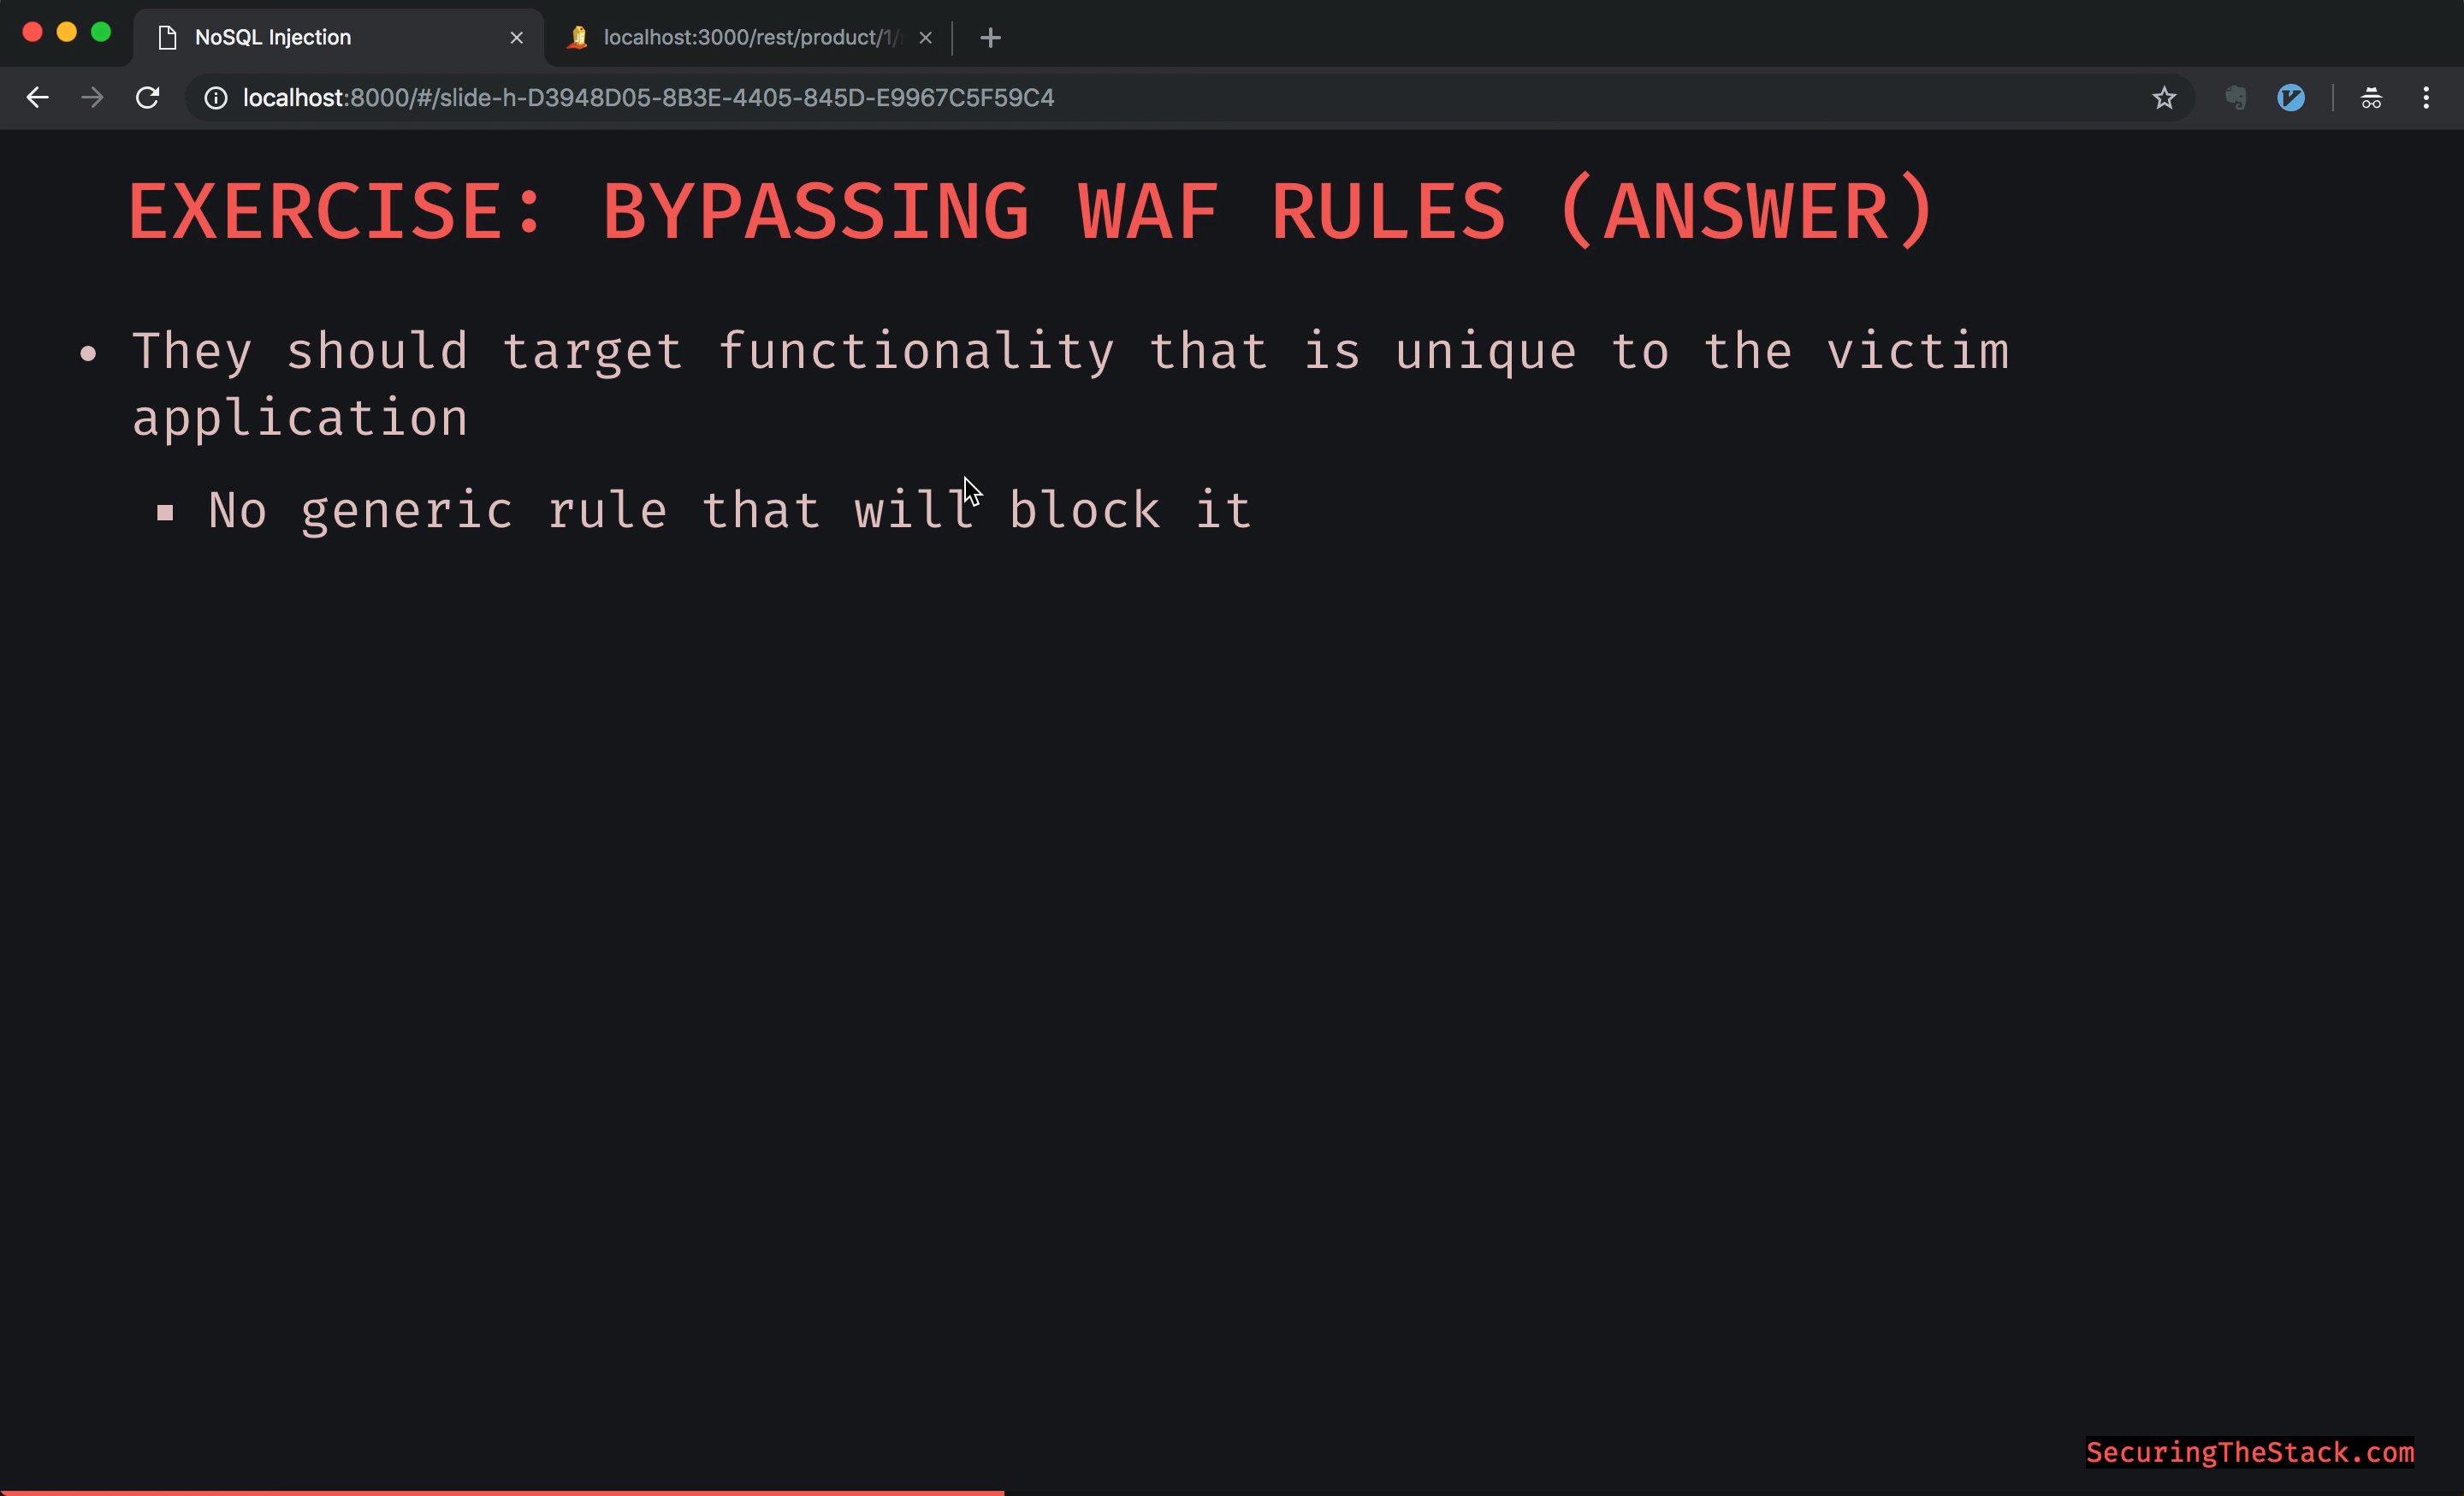 NoSQL Injection
localhost:3000/rest/product/1/
localhost:8000/#/slide-h-D3948D05-8B3E-4405-845D-E9967C5F59C4
EXERCISE: BYPASSING WAF RULES (ANSWER)
• They should target functionality that is unique to the victim
application
▪ No generic rule that will block it
SecuringTheStack.com